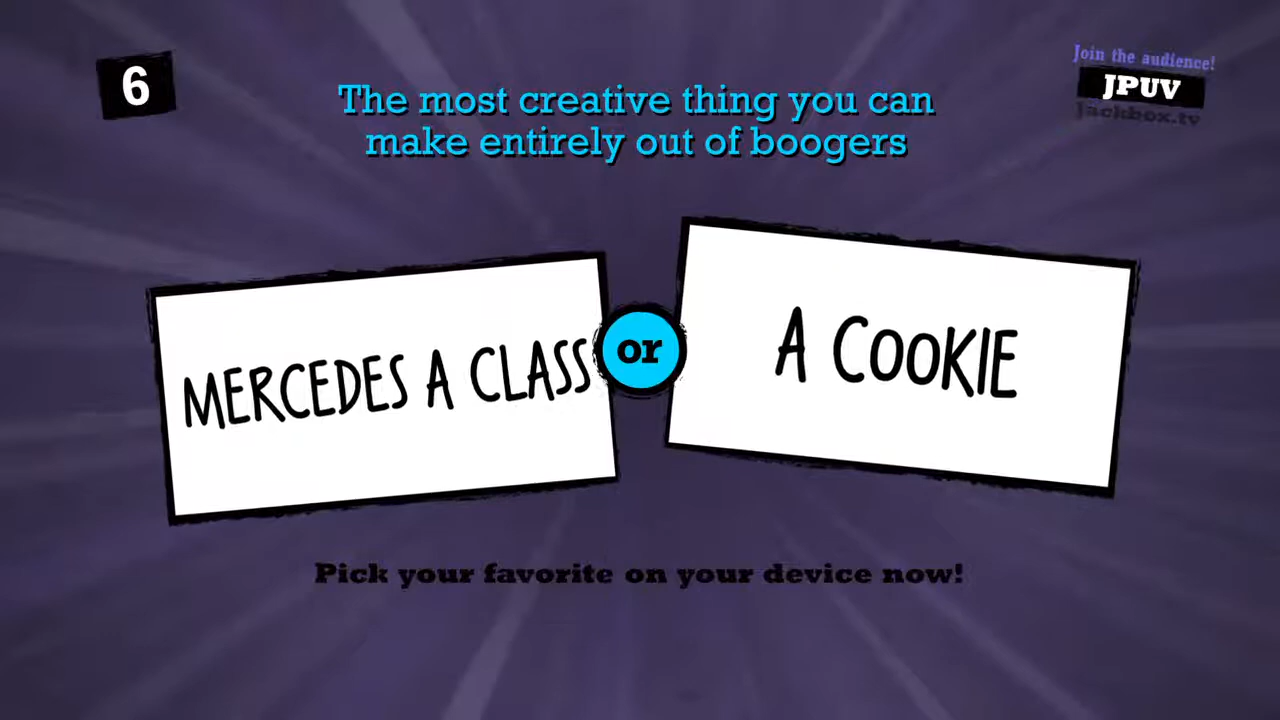 6
Join the audience!
JPUV
Jackbox.tv
The most creative thing you can
make entirely out of boogers
MERCEDES A CLASS
or
A COOKIE
Pick your favorite on your device now!